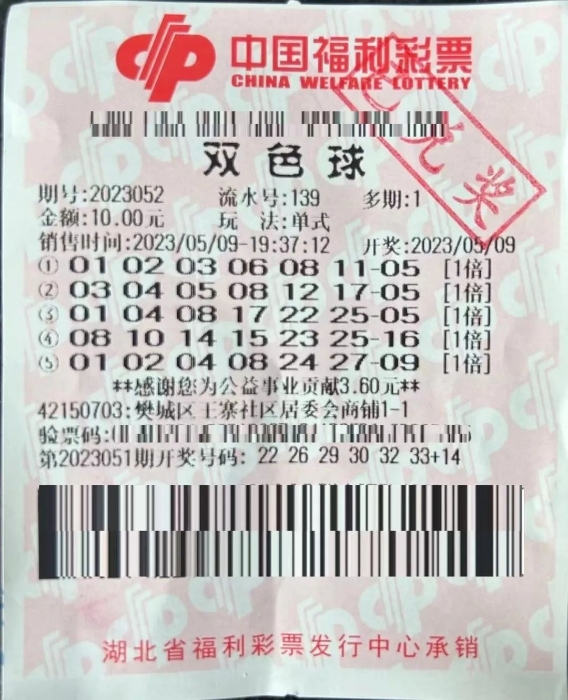 中国福利彩票
CHINA WELFARE LOTTERY
已兑奖
双色球
期号:2023052 流水号:139 多期:1
金额:10.00元 玩 法:单式
销售时间:2023/05/09-19:37:12 开奖:2023/05/09
① 01 02 03 06 08 11-05 [1倍]
② 03 04 05 08 12 17-05 [1倍]
③ 01 04 08 17 22 25-05 [1倍]
④ 08 10 14 15 23 25-16 [1倍]
⑤ 01 02 04 08 24 27-09 [1倍]
**感谢您为公益事业贡献3.60元**
42150703:樊城区王寨社区居委会商铺1-1
验票码:
第2023051期开奖号码: 22 26 29 30 32 33+14
湖北省福利彩票发行中心承销